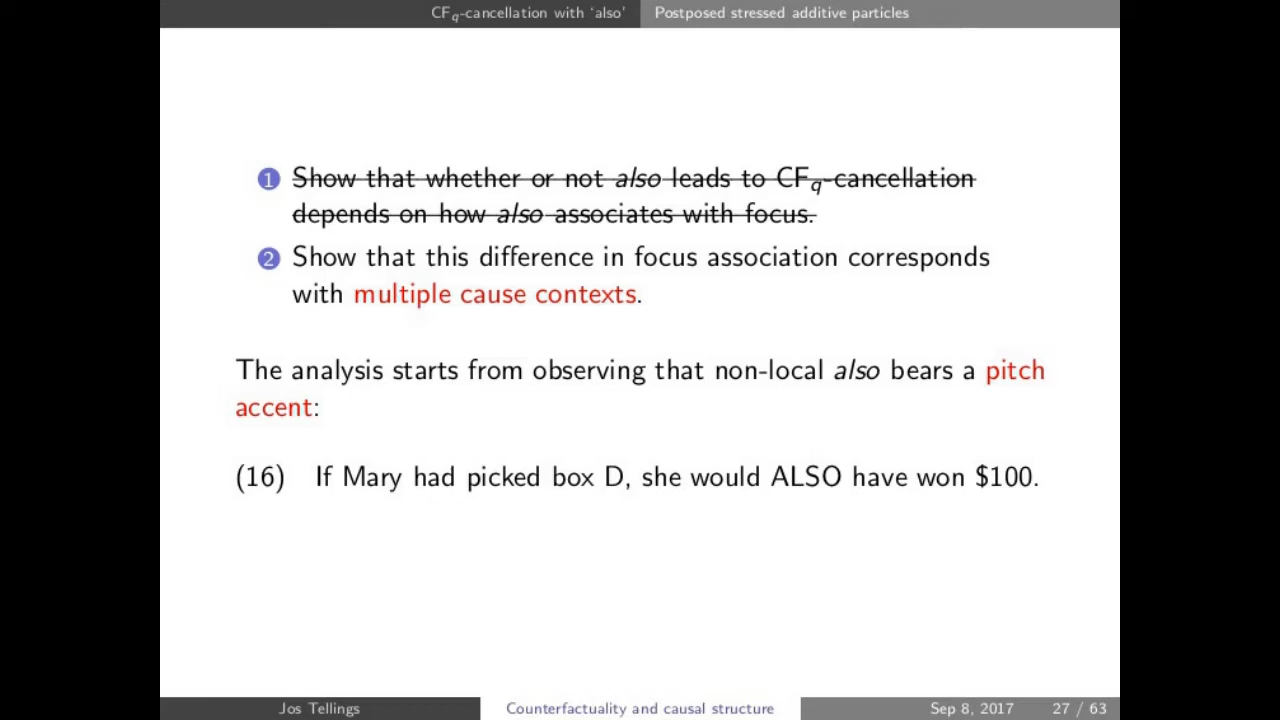 CFq-cancellation with ‘also’ Postposed stressed additive particles
1 Show that whether or not also leads to CFq-cancellation
depends on how also associates with focus.
2 Show that this difference in focus association corresponds
with multiple cause contexts.
The analysis starts from observing that non-local also bears a pitch
accent:
(16) If Mary had picked box D, she would ALSO have won $100.
Jos Tellings Counterfactuality and causal structure Sep 8, 2017 27 / 63